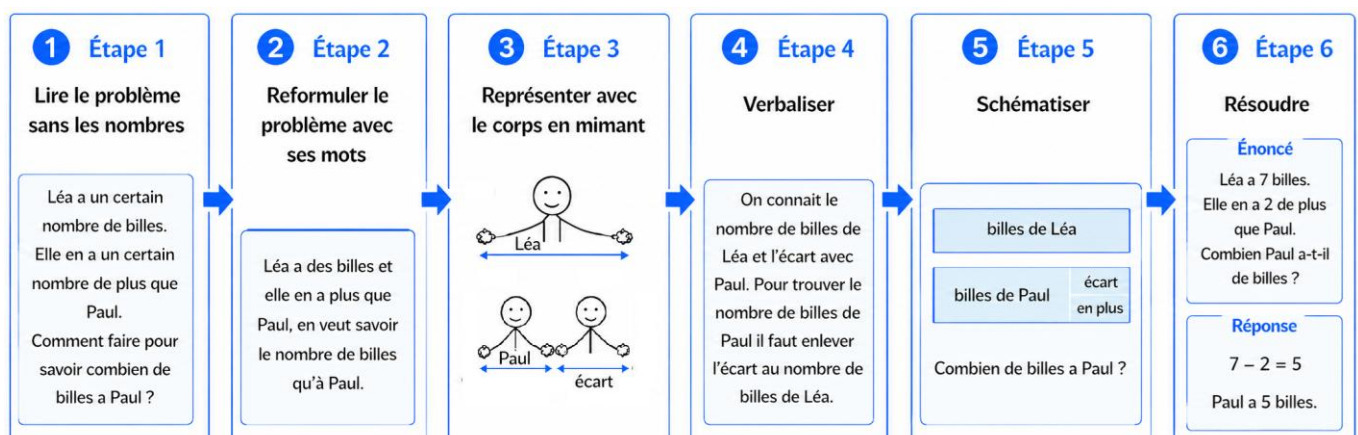 1 Étape 1
Lire le problème
sans les nombres
Léa a un certain
nombre de billes.
Elle en a un certain
nombre de plus que
Paul.
Comment faire pour
savoir combien de
billes a Paul ?
2 Étape 2
Reformuler le
problème avec
ses mots
Léa a des billes et
elle en a plus que
Paul, en veut savoir
le nombre de billes
qu'à Paul.
3 Étape 3
Représenter avec
le corps en mimant
Léa
Paul
écart
4 Étape 4
Verbaliser
On connait le
nombre de billes de
Léa et l'écart avec
Paul. Pour trouver le
nombre de billes de
Paul il faut enlever
l'écart au nombre de
billes de Léa.
5 Étape 5
Schématiser
billes de Léa
billes de Paul
écart
en plus
Combien de billes a Paul ?
6 Étape 6
Résoudre
Énoncé
Léa a 7 billes.
Elle en a 2 de plus
que Paul.
Combien Paul a-t-il
de billes ?
Réponse
7 – 2 = 5
Paul a 5 billes.